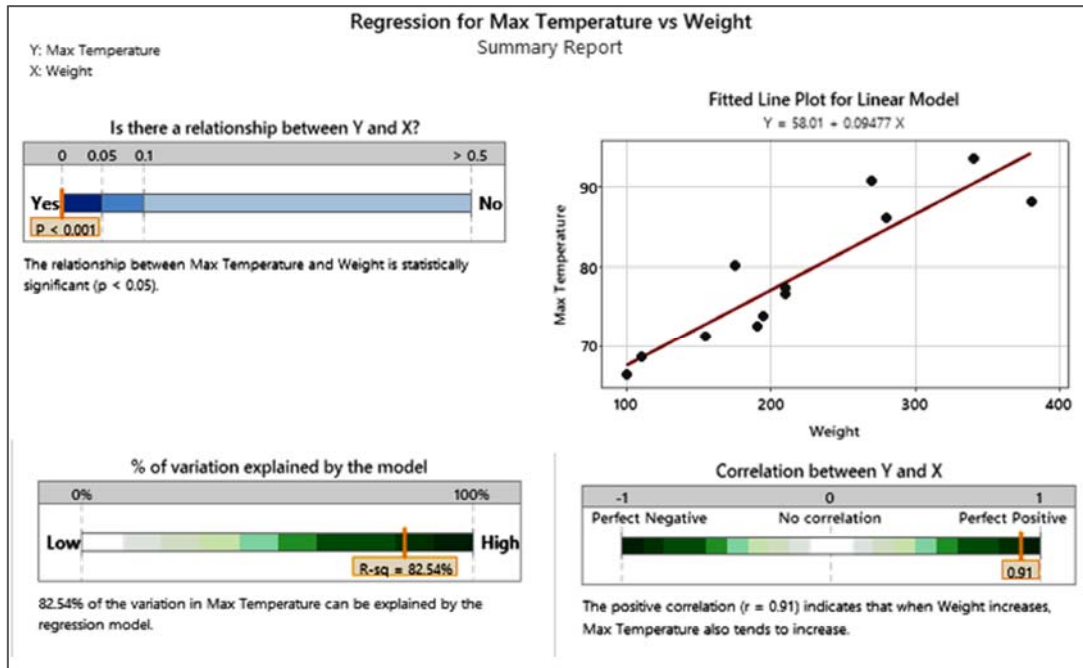 Regression for Max Temperature vs Weight
Summary Report
Y: Max Temperature
X: Weight
Is there a relationship between Y and X?
0 0.05 0.1 > 0.5
Yes No
P < 0.001
The relationship between Max Temperature and Weight is statistically
significant (p < 0.05).
Fitted Line Plot for Linear Model
Y = 58.01 + 0.09477 X
90
80
70
Max Temperature
100 200 300 400
Weight
% of variation explained by the model
0% 100%
Low High
R-sq = 82.54%
82.54% of the variation in Max Temperature can be explained by the
regression model.
Correlation between Y and X
-1 0 1
Perfect Negative No correlation Perfect Positive
0.91
The positive correlation (r = 0.91) indicates that when Weight increases,
Max Temperature also tends to increase.